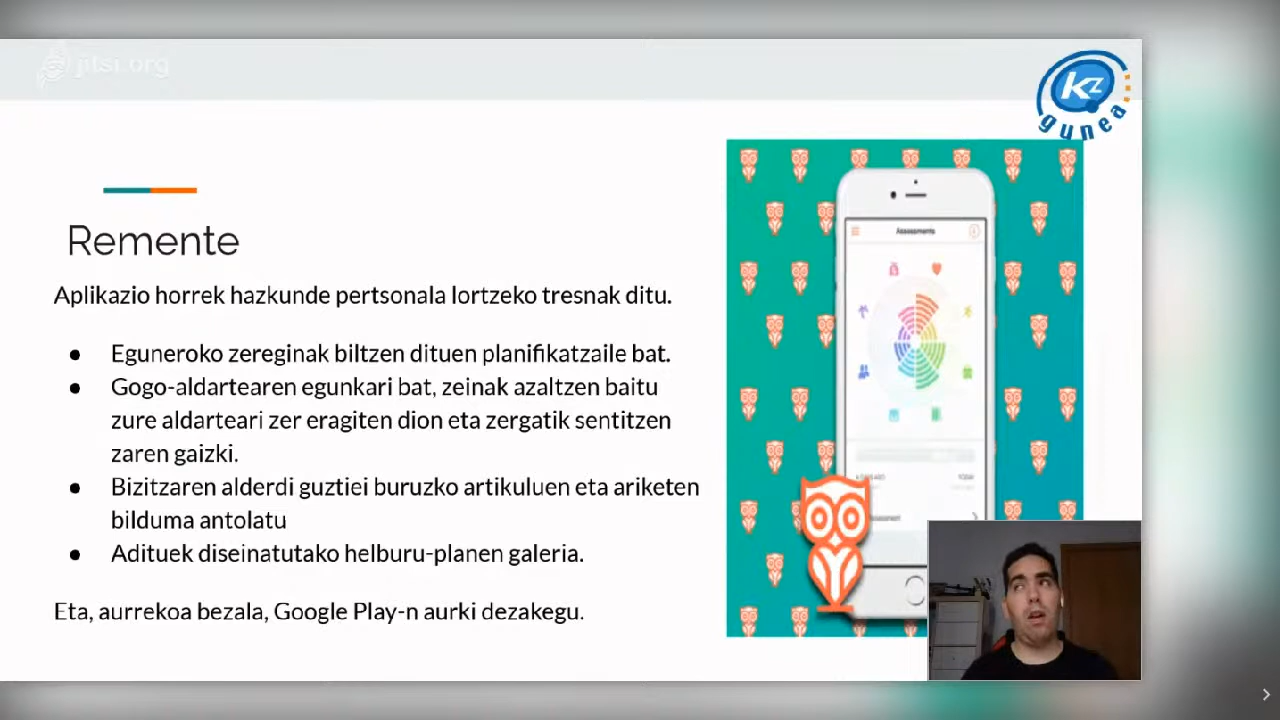 jitsi.org
kz
gunea
Remente
Aplikazio horrek hazkunde pertsonala lortzeko tresnak ditu.
● Eguneroko zereginak biltzen dituen planifikatzaile bat.
● Gogo-aldartearen egunkari bat, zeinak azaltzen baitu
zure aldarteari zer eragiten dion eta zergatik sentitzen
zaren gaizki.
● Bizitzaren alderdi guztiei buruzko artikuluen eta ariketen
bilduma antolatu
● Adituek diseinatutako helburu-planen galeria.
Eta, aurrekoa bezala, Google Play-n aurki dezakegu.
Assessments
TODAY